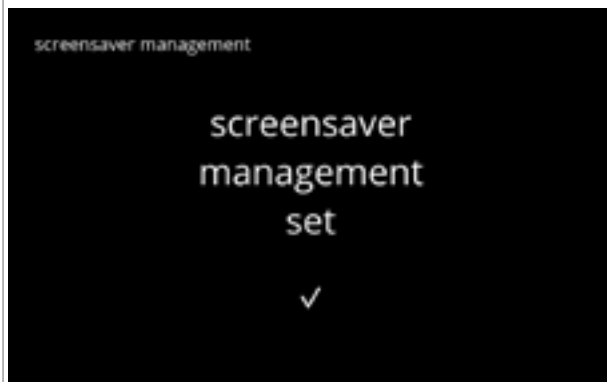 screensaver management
screensaver
management
set
✓